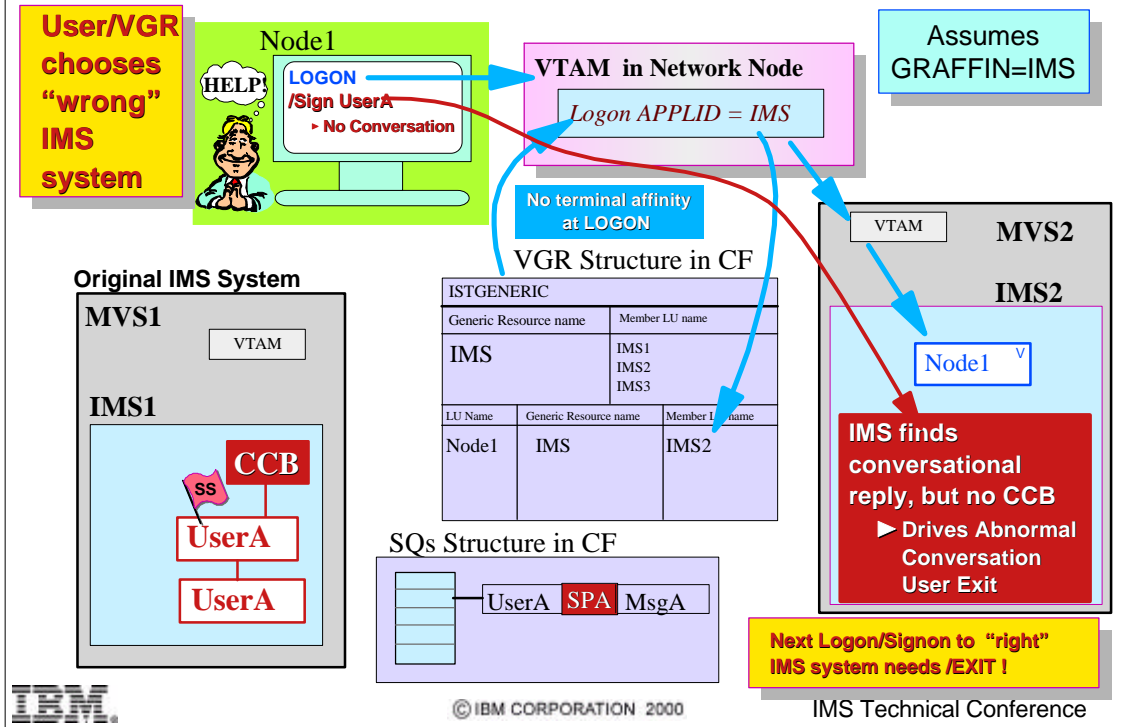 User/VGR
chooses
“wrong”
IMS
system
Node1
HELP!
LOGON
/Sign UserA
► No Conversation
VTAM in Network Node
Logon APPLID = IMS
Assumes
GRAFFIN=IMS
No terminal affinity
at LOGON
VGR Structure in CF
ISTGENERIC
Generic Resource name
Member LU name
IMS
IMS1
IMS2
IMS3
LU Name
Generic Resource name
Member LU name
Node1
IMS
IMS2
Original IMS System
MVS1
VTAM
IMS1
CCB
SS
UserA
UserA
SQs Structure in CF
UserA
SPA
MsgA
VTAM
MVS2
IMS2
Node1
V
IMS finds
conversational
reply, but no CCB
► Drives Abnormal
Conversation
User Exit
Next Logon/Signon to “right”
IMS system needs /EXIT !
IBM.
© IBM CORPORATION 2000
IMS Technical Conference